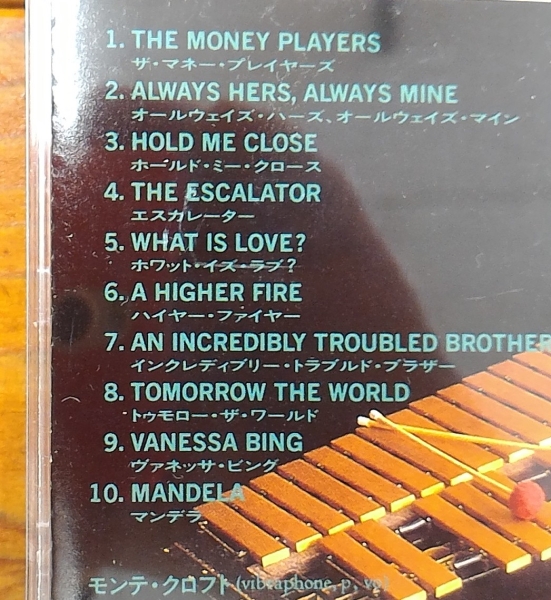 1. THE MONEY PLAYERS
ザ・マネー・プレイヤーズ
2. ALWAYS HERS, ALWAYS MINE
オールウェイズ・ハーズ、オールウェイズ・マイン
3. HOLD ME CLOSE
ホールド・ミー・クロース
4. THE ESCALATOR
エスカレーター
5. WHAT IS LOVE?
ホワット・イズ・ラブ?
6. A HIGHER FIRE
ハイヤー・ファイヤー
7. AN INCREDIBLY TROUBLED BROTHER
インクレディブリー・トラブルド・ブラザー
8. TOMORROW THE WORLD
トゥモロー・ザ・ワールド
9. VANESSA BING
ヴァネッサ・ビング
10. MANDELA
マンデラ
モンテ・クロフト (vibraphone, p, vo)